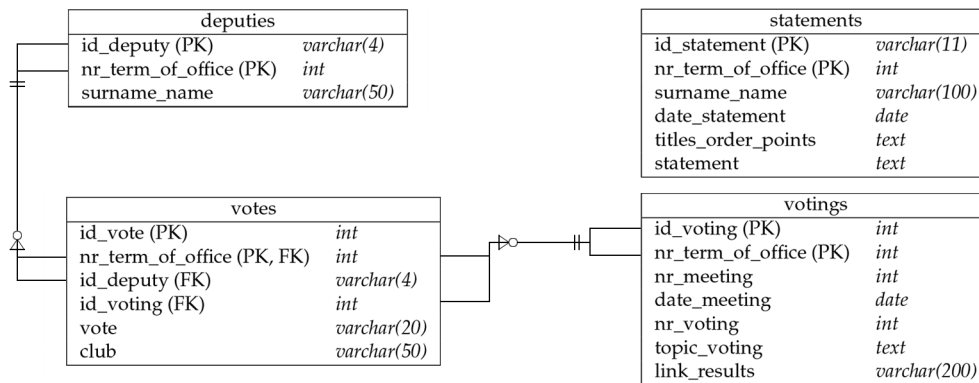 deputies
id_deputy (PK) varchar(4)
nr_term_of_office (PK) int
surname_name varchar(50)
statements
id_statement (PK) varchar(11)
nr_term_of_office (PK) int
surname_name varchar(100)
date_statement date
titles_order_points text
statement text
votes
id_vote (PK) int
nr_term_of_office (PK, FK) int
id_deputy (FK) varchar(4)
id_voting (FK) int
vote varchar(20)
club varchar(50)
votings
id_voting (PK) int
nr_term_of_office (PK) int
nr_meeting int
date_meeting date
nr_voting int
topic_voting text
link_results varchar(200)